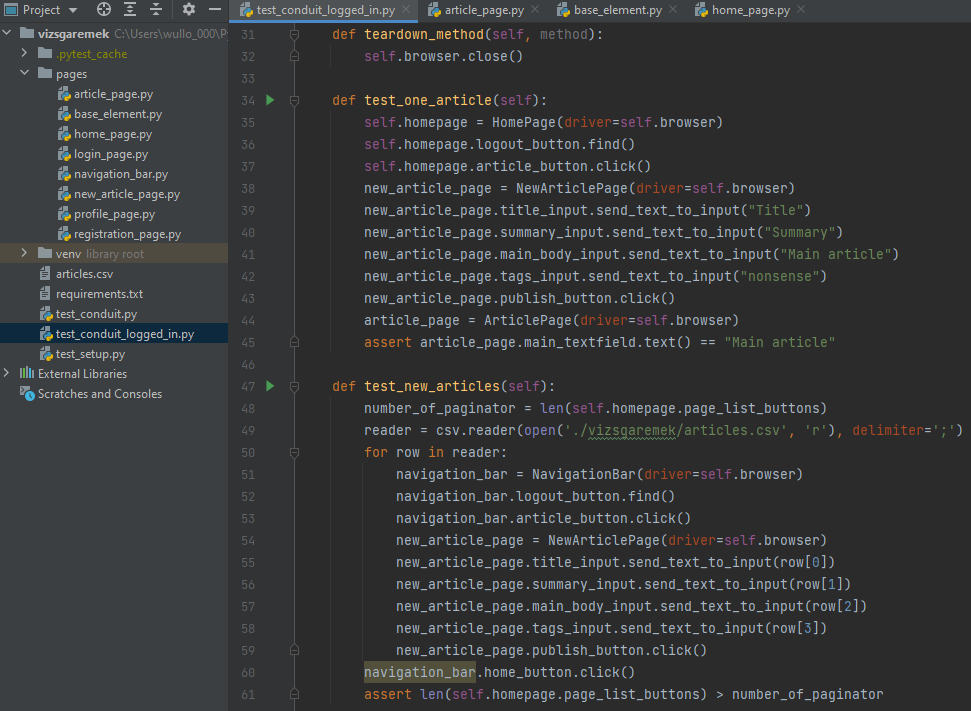 Project
vizsgaremek C:\Users\wullo_000\P
.pytest_cache
pages
article_page.py
base_element.py
home_page.py
login_page.py
navigation_bar.py
new_article_page.py
profile_page.py
registration_page.py
venv library root
articles.csv
requirements.txt
test_conduit.py
test_conduit_logged_in.py
test_setup.py
External Libraries
Scratches and Consoles
test_conduit_logged_in.py article_page.py base_element.py home_page.py
31 def teardown_method(self, method):
32 self.browser.close()
33
34 def test_one_article(self):
35 self.homepage = HomePage(driver=self.browser)
36 self.homepage.logout_button.find()
37 self.homepage.article_button.click()
38 new_article_page = NewArticlePage(driver=self.browser)
39 new_article_page.title_input.send_text_to_input("Title")
40 new_article_page.summary_input.send_text_to_input("Summary")
41 new_article_page.main_body_input.send_text_to_input("Main article")
42 new_article_page.tags_input.send_text_to_input("nonsense")
43 new_article_page.publish_button.click()
44 article_page = ArticlePage(driver=self.browser)
45 assert article_page.main_textfield.text() == "Main article"
46
47 def test_new_articles(self):
48 number_of_paginator = len(self.homepage.page_list_buttons)
49 reader = csv.reader(open('./vizsgaremek/articles.csv', 'r'), delimiter=';')
50 for row in reader:
51 navigation_bar = NavigationBar(driver=self.browser)
52 navigation_bar.logout_button.find()
53 navigation_bar.article_button.click()
54 new_article_page = NewArticlePage(driver=self.browser)
55 new_article_page.title_input.send_text_to_input(row[0])
56 new_article_page.summary_input.send_text_to_input(row[1])
57 new_article_page.main_body_input.send_text_to_input(row[2])
58 new_article_page.tags_input.send_text_to_input(row[3])
59 new_article_page.publish_button.click()
60 navigation_bar.home_button.click()
61 assert len(self.homepage.page_list_buttons) > number_of_paginator